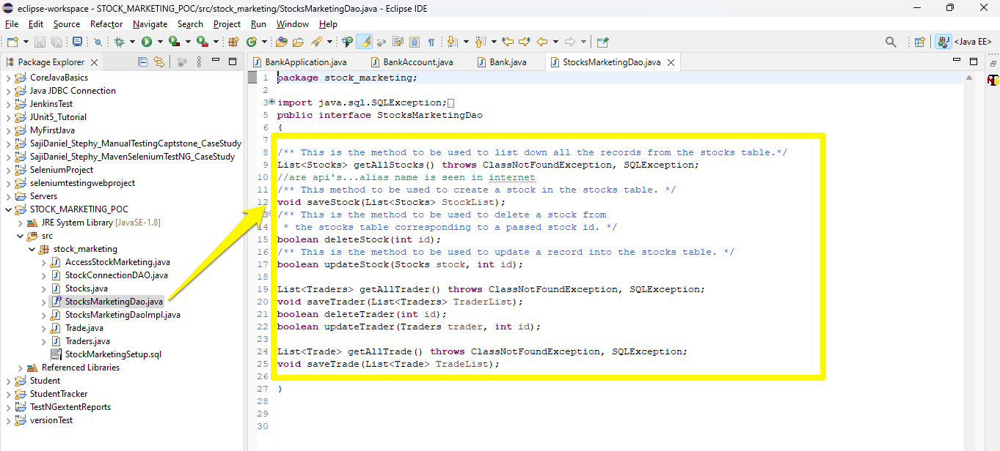 eclipse-workspace - STOCK_MARKETING_POC/src/stock_marketing/StocksMarketingDao.java - Eclipse IDE
File Edit Source Refactor Navigate Search Project Run Window Help
<Java EE>
Package Explorer
CoreJavaBasics
Java JDBC Connection
JenkinsTest
JUnit5_Tutorial
MyFirstJava
SajiDaniel_Stephy_ManualTestingCaptstone_CaseStudy
SajiDaniel_Stephy_MavenSeleniumTestNG_CaseStudy
SeleniumProject
seleniumtestingwebproject
Servers
STOCK_MARKETING_POC
JRE System Library [JavaSE-1.8]
src
stock_marketing
AccessStockMarketing.java
StockConnectionDAO.java
Stocks.java
StocksMarketingDao.java
StocksMarketingDaoImpl.java
Trade.java
Traders.java
StockMarketingSetup.sql
Referenced Libraries
Student
StudentTracker
TestNGextentReports
versionTest
BankApplication.java BankAccount.java Bank.java StocksMarketingDao.java
1 package stock_marketing;
2
3 import java.sql.SQLException;
5 public interface StocksMarketingDao
6 {
7
8 /** This is the method to be used to list down all the records from the stocks table.*/
9 List<Stocks> getAllStocks() throws ClassNotFoundException, SQLException;
10 //are api's...alias name is seen in internet
11 /** This method to be used to create a stock in the stocks table. */
12 void saveStock(List<Stocks> StockList);
13 /** This is the method to be used to delete a stock from
14 * the stocks table corresponding to a passed stock id. */
15 boolean deleteStock(int id);
16 /** This is the method to be used to update a record into the stocks table. */
17 boolean updateStock(Stocks stock, int id);
18
19 List<Traders> getAllTrader() throws ClassNotFoundException, SQLException;
20 void saveTrader(List<Traders> TraderList);
21 boolean deleteTrader(int id);
22 boolean updateTrader(Traders trader, int id);
23
24 List<Trade> getAllTrade() throws ClassNotFoundException, SQLException;
25 void saveTrade(List<Trade> TradeList);
26
27 }
28
29
30